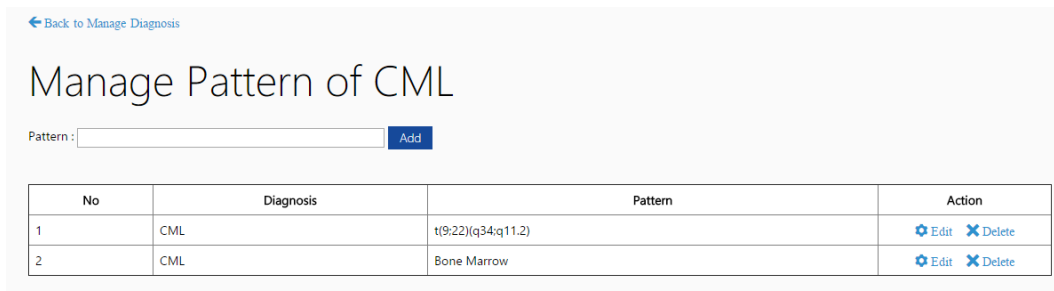 Back to Manage Diagnosis
Manage Pattern of CML
Pattern : Add
No Diagnosis Pattern Action
1 CML t(9;22)(q34;q11.2) Edit Delete
2 CML Bone Marrow Edit Delete